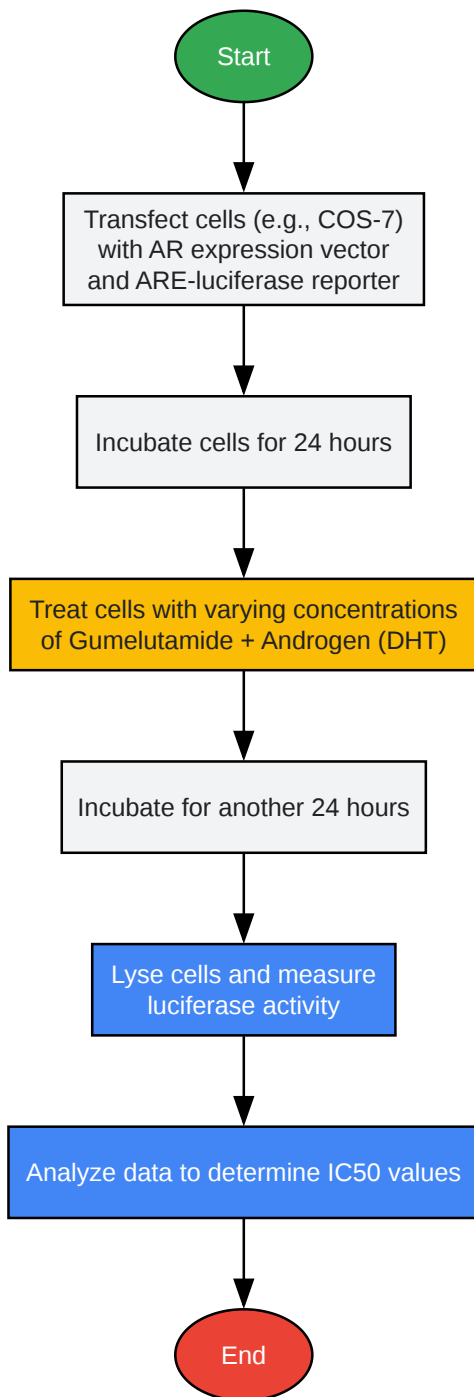 Start
Transfect cells (e.g., COS-7)
with AR expression vector
and ARE-luciferase reporter
Incubate cells for 24 hours
Treat cells with varying concentrations
of Gumelutamide + Androgen (DHT)
Incubate for another 24 hours
Lyse cells and measure
luciferase activity
Analyze data to determine IC50 values
End